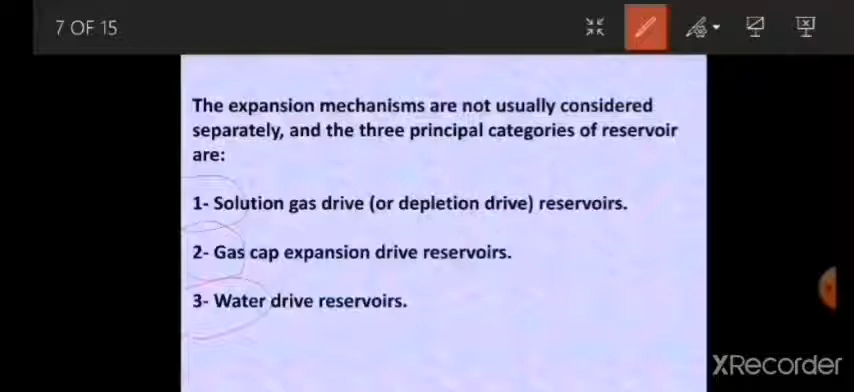 7 OF 15
The expansion mechanisms are not usually considered
separately, and the three principal categories of reservoir
are:
1- Solution gas drive (or depletion drive) reservoirs.
2- Gas cap expansion drive reservoirs.
3- Water drive reservoirs.
XRecorder